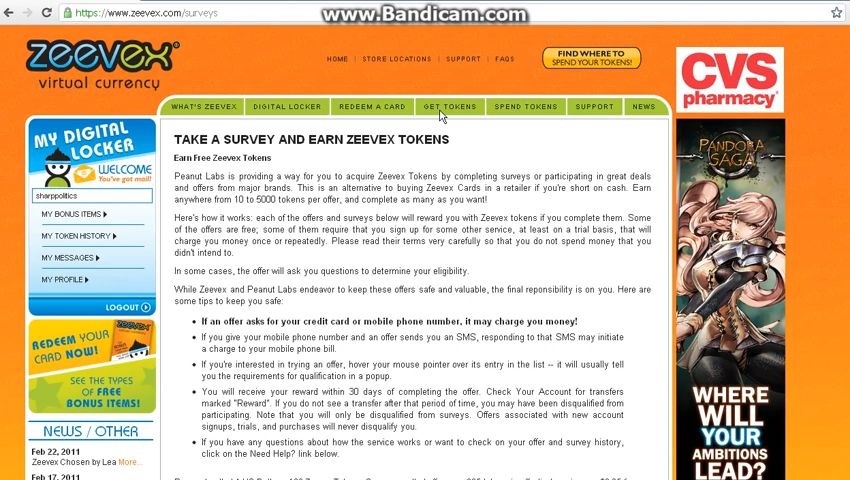 www.Bandicam.com
https://www.zeevex.com/surveys
zeevex
virtual currency
HOME | STORE LOCATIONS | SUPPORT | FAQS
FIND WHERE TO
SPEND YOUR TOKENS!
WHAT'S ZEEVEX
DIGITAL LOCKER
REDEEM A CARD
GET TOKENS
SPEND TOKENS
SUPPORT
NEWS
MY DIGITAL
LOCKER
WELCOME
You've got mail!
sharppolitics
MY BONUS ITEMS
MY TOKEN HISTORY
MY MESSAGES
MY PROFILE
LOGOUT
REDEEM YOUR
CARD NOW!
zeevex
SEE THE TYPES
OF FREE
BONUS ITEMS!
NEWS / OTHER
Feb 22, 2011
Zeevex Chosen by Lea More...
Feb 17, 2011
TAKE A SURVEY AND EARN ZEEVEX TOKENS
Earn Free Zeevex Tokens
Peanut Labs is providing a way for you to acquire Zeevex Tokens by completing surveys or participating in great deals
and offers from major brands. This is an alternative to buying Zeevex Cards in a retailer if you're short on cash. Earn
anywhere from 10 to 5000 tokens per offer, and complete as many as you want!
Here's how it works: each of the offers and surveys below will reward you with Zeevex tokens if you complete them. Some
of the offers are free; some of them require that you sign up for some other service, at least on a trial basis, that will
charge you money once or repeatedly. Please read their terms very carefully so that you do not spend money that you
didn't intend to.
In some cases, the offer will ask you questions to determine your eligibility.
While Zeevex and Peanut Labs endeavor to keep these offers safe and valuable, the final reponsibility is on you. Here are
some tips to keep you safe:
• If an offer asks for your credit card or mobile phone number, it may charge you money!
• If you give your mobile phone number and an offer sends you an SMS, responding to that SMS may initiate
a charge to your mobile phone bill.
• If you're interested in trying an offer, hover your mouse pointer over its entry in the list -- it will usually tell
you the requirements for qualification in a popup.
• You will receive your reward within 30 days of completing the offer. Check Your Account for transfers
marked "Reward". If you do not see a transfer after that period of time, you may have been disqualified from
participating. Note that you will only be disqualified from surveys. Offers associated with new account
signups, trials, and purchases will never disqualify you.
• If you have any questions about how the service works or want to check on your offer and survey history,
click on the Need Help? link below.
CVS
pharmacy
PANDORA
SAGA
WHERE
WILL
YOUR
AMBITIONS
LEAD?